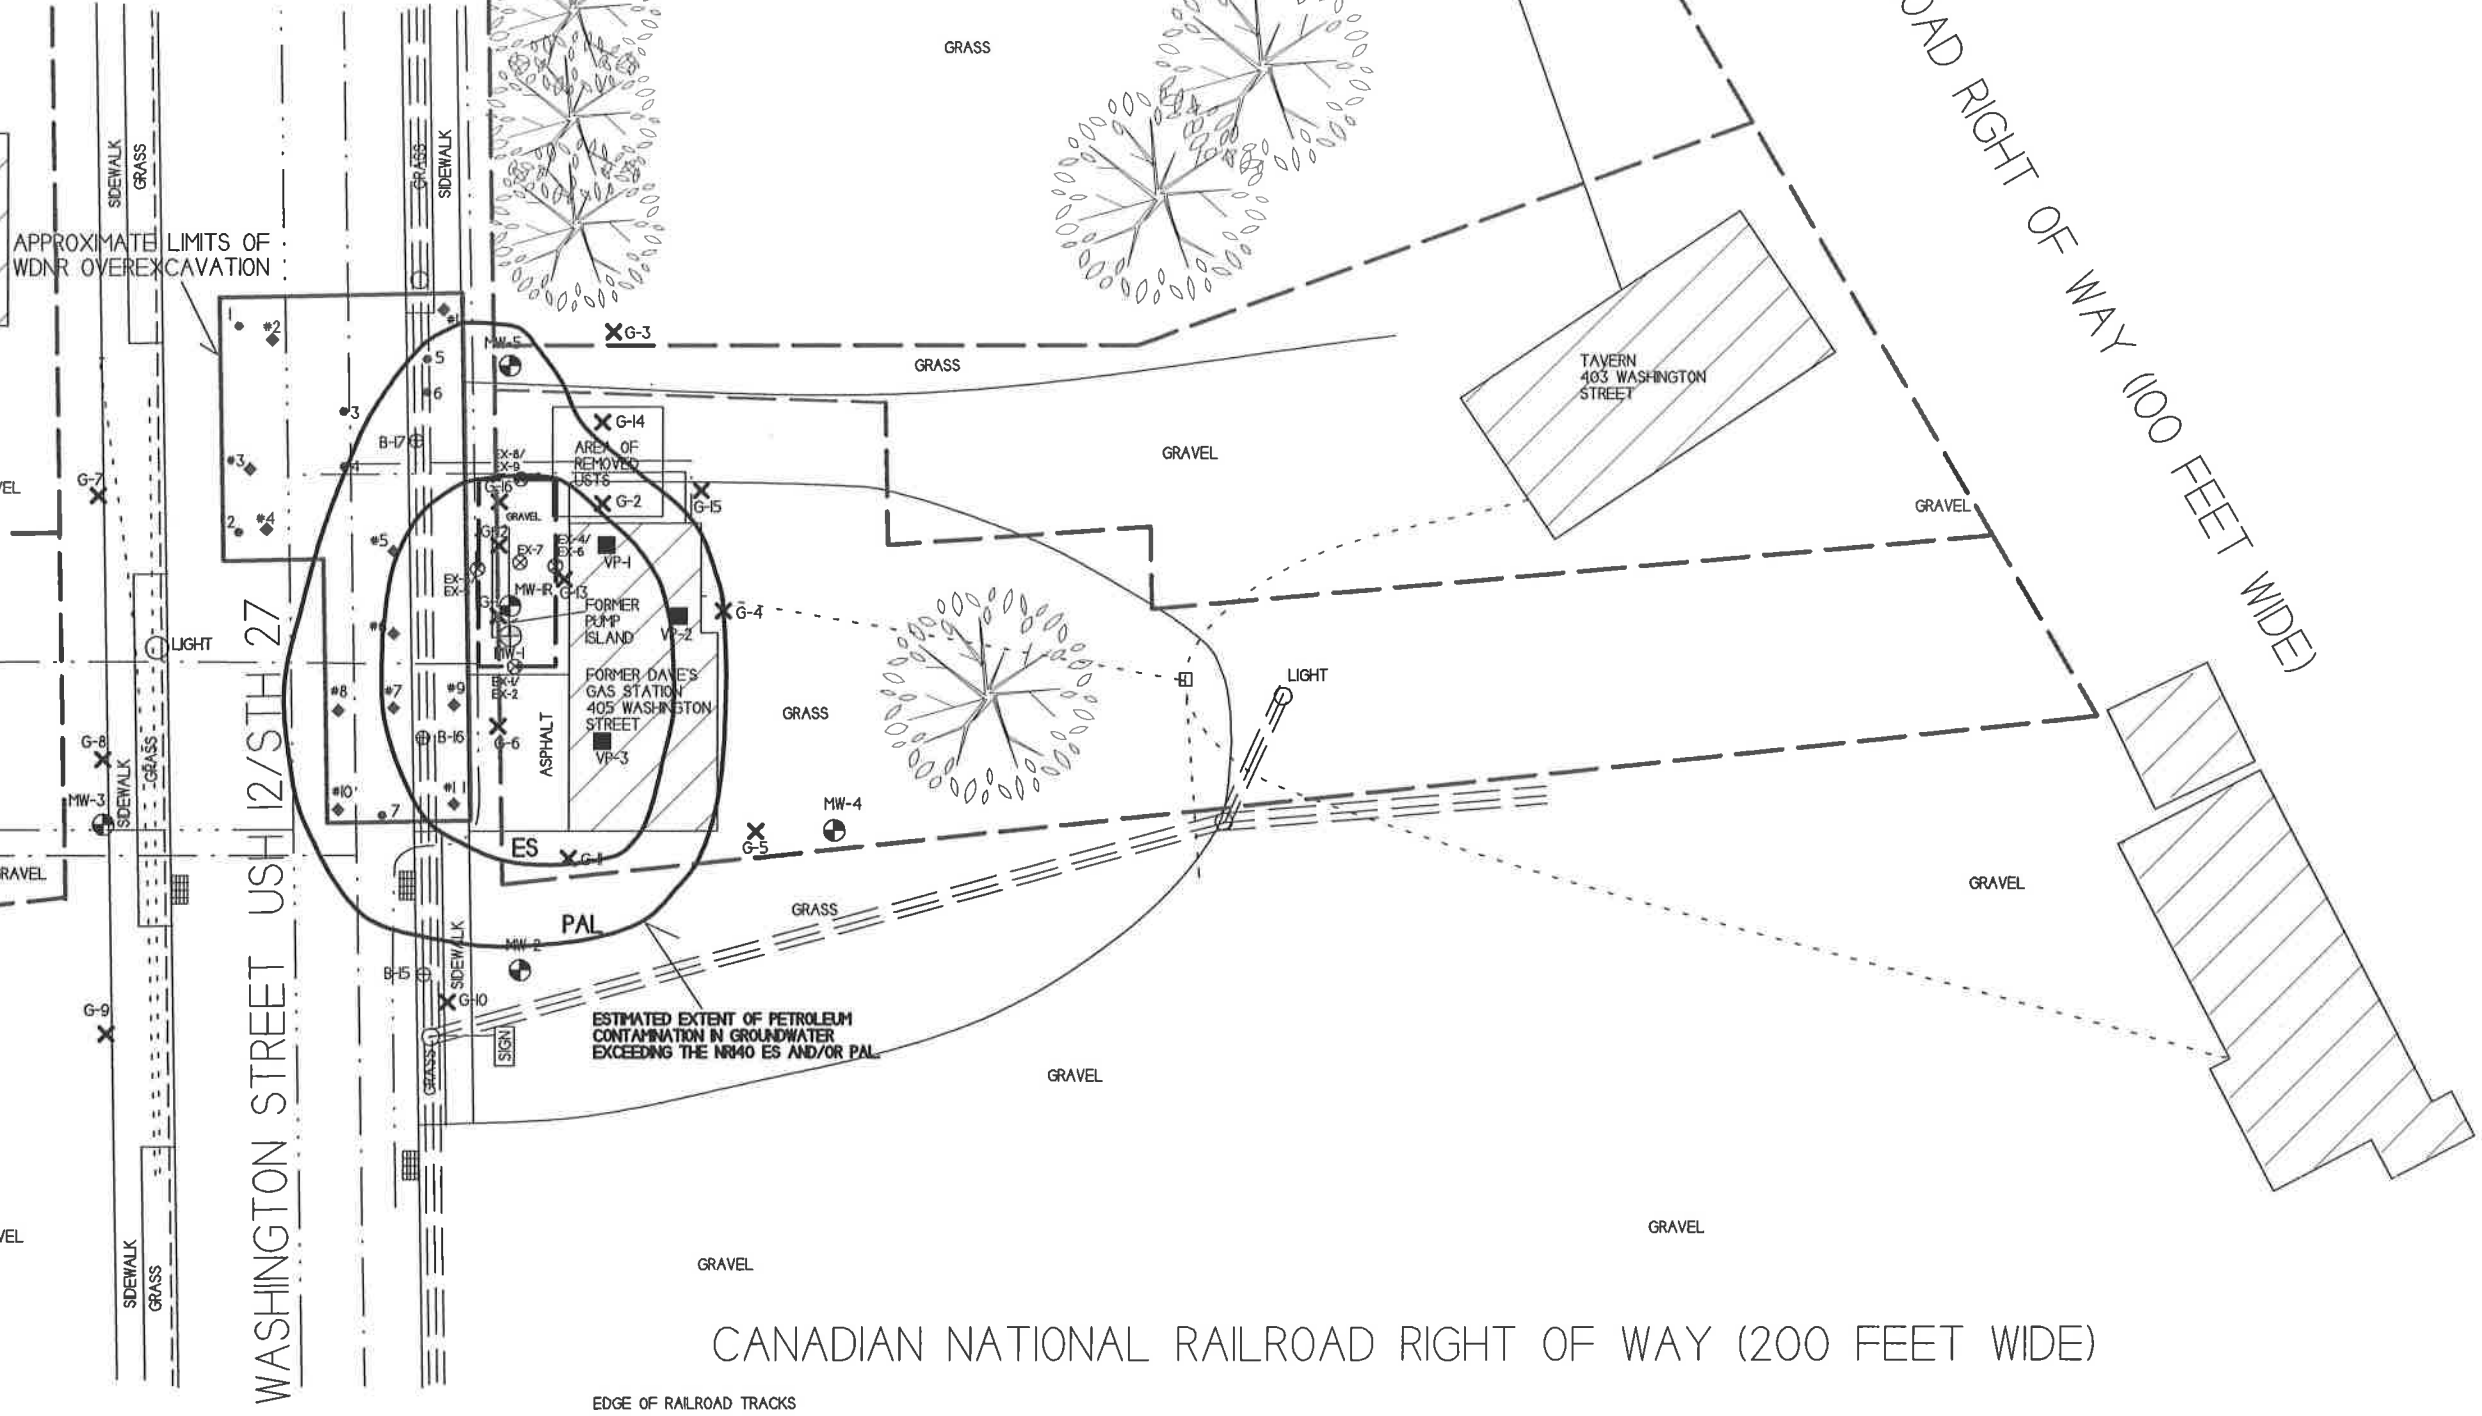 GRASS
OAD RIGHT OF WAY (100 FEET WIDE)
SIDEWALK
GRASS
GRASS
SIDEWALK
APPROXIMATE LIMITS OF
WDNR OVEREXCAVATION
1
#2
#1
5
6
MW-5
G-3
GRASS
TAVERN
403 WASHINGTON
STREET
3
B-17
G-14
AREA OF
REMOVED
USTS
EX-8/
EX-9
#3
4
G-7
G-16
G-2
G-15
GRAVEL
GRAVEL
GRAVEL
2
#4
#5
G-12
EX-7
EX-4/
EX-6
VP-1
MW-1R
G-13
FORMER
PUMP
ISLAND
G-4
VP-2
#6
LIGHT
MW-1
EX-1/
EX-2
FORMER DAVE'S
GAS STATION
405 WASHINGTON
STREET
LIGHT
GRASS
#8
#7
#9
G-8
B-16
G-6
ASPHALT
VP-3
GRASS
SIDEWALK
MW-3
#10
7
#11
MW-4
G-5
ES
G-1
RAVEL
GRAVEL
GRASS
PAL
MW-2
B-15
SIDEWALK
G-10
G-9
SIGN
GRASS
ESTIMATED EXTENT OF PETROLEUM
CONTAMINATION IN GROUNDWATER
EXCEEDING THE NR140 ES AND/OR PAL
WASHINGTON STREET USH 12/STH 27
GRAVEL
GRAVEL
GRAVEL
SIDEWALK
GRASS
VEL
CANADIAN NATIONAL RAILROAD RIGHT OF WAY (200 FEET WIDE)
EDGE OF RAILROAD TRACKS